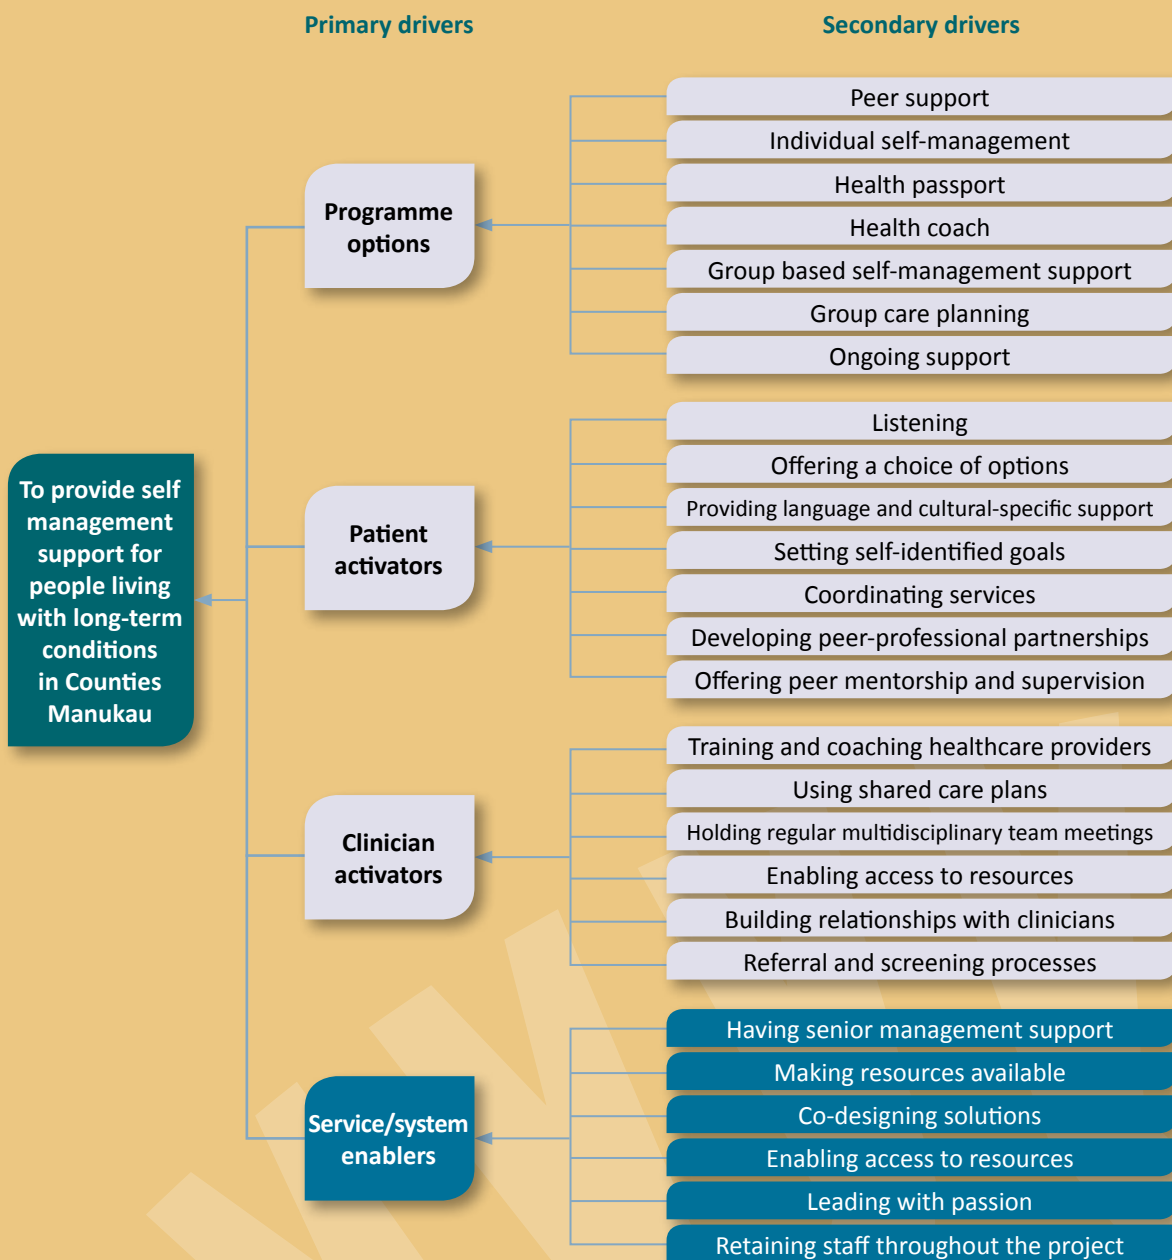 Primary drivers
Secondary drivers
To provide self
management
support for
people living
with long-term
conditions
in Counties
Manukau
Programme
options
Peer support
Individual self-management
Health passport
Health coach
Group based self-management support
Group care planning
Ongoing support
Patient
activators
Listening
Offering a choice of options
Providing language and cultural-specific support
Setting self-identified goals
Coordinating services
Developing peer-professional partnerships
Offering peer mentorship and supervision
Clinician
activators
Training and coaching healthcare providers
Using shared care plans
Holding regular multidisciplinary team meetings
Enabling access to resources
Building relationships with clinicians
Referral and screening processes
Service/system
enablers
Having senior management support
Making resources available
Co-designing solutions
Enabling access to resources
Leading with passion
Retaining staff throughout the project